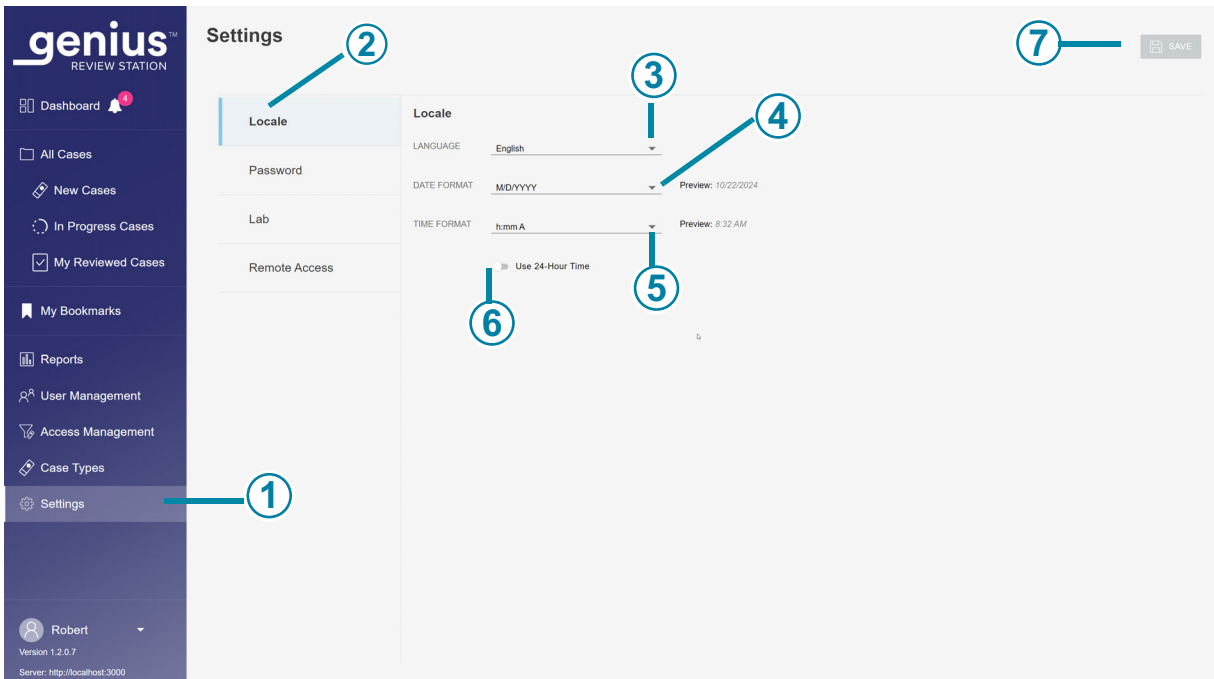 genius™
REVIEW STATION
Dashboard 4
All Cases
New Cases
In Progress Cases
My Reviewed Cases
My Bookmarks
Reports
User Management
Access Management
Case Types
Settings
Robert
Version 1.2.0.7
Server: http://localhost:3000
Settings
SAVE
Locale
Password
Lab
Remote Access
Locale
LANGUAGE English
DATE FORMAT M/D/YYYY Preview: 10/22/2024
TIME FORMAT h:mm A Preview: 8:32 AM
Use 24-Hour Time
1
2
3
4
5
6
7